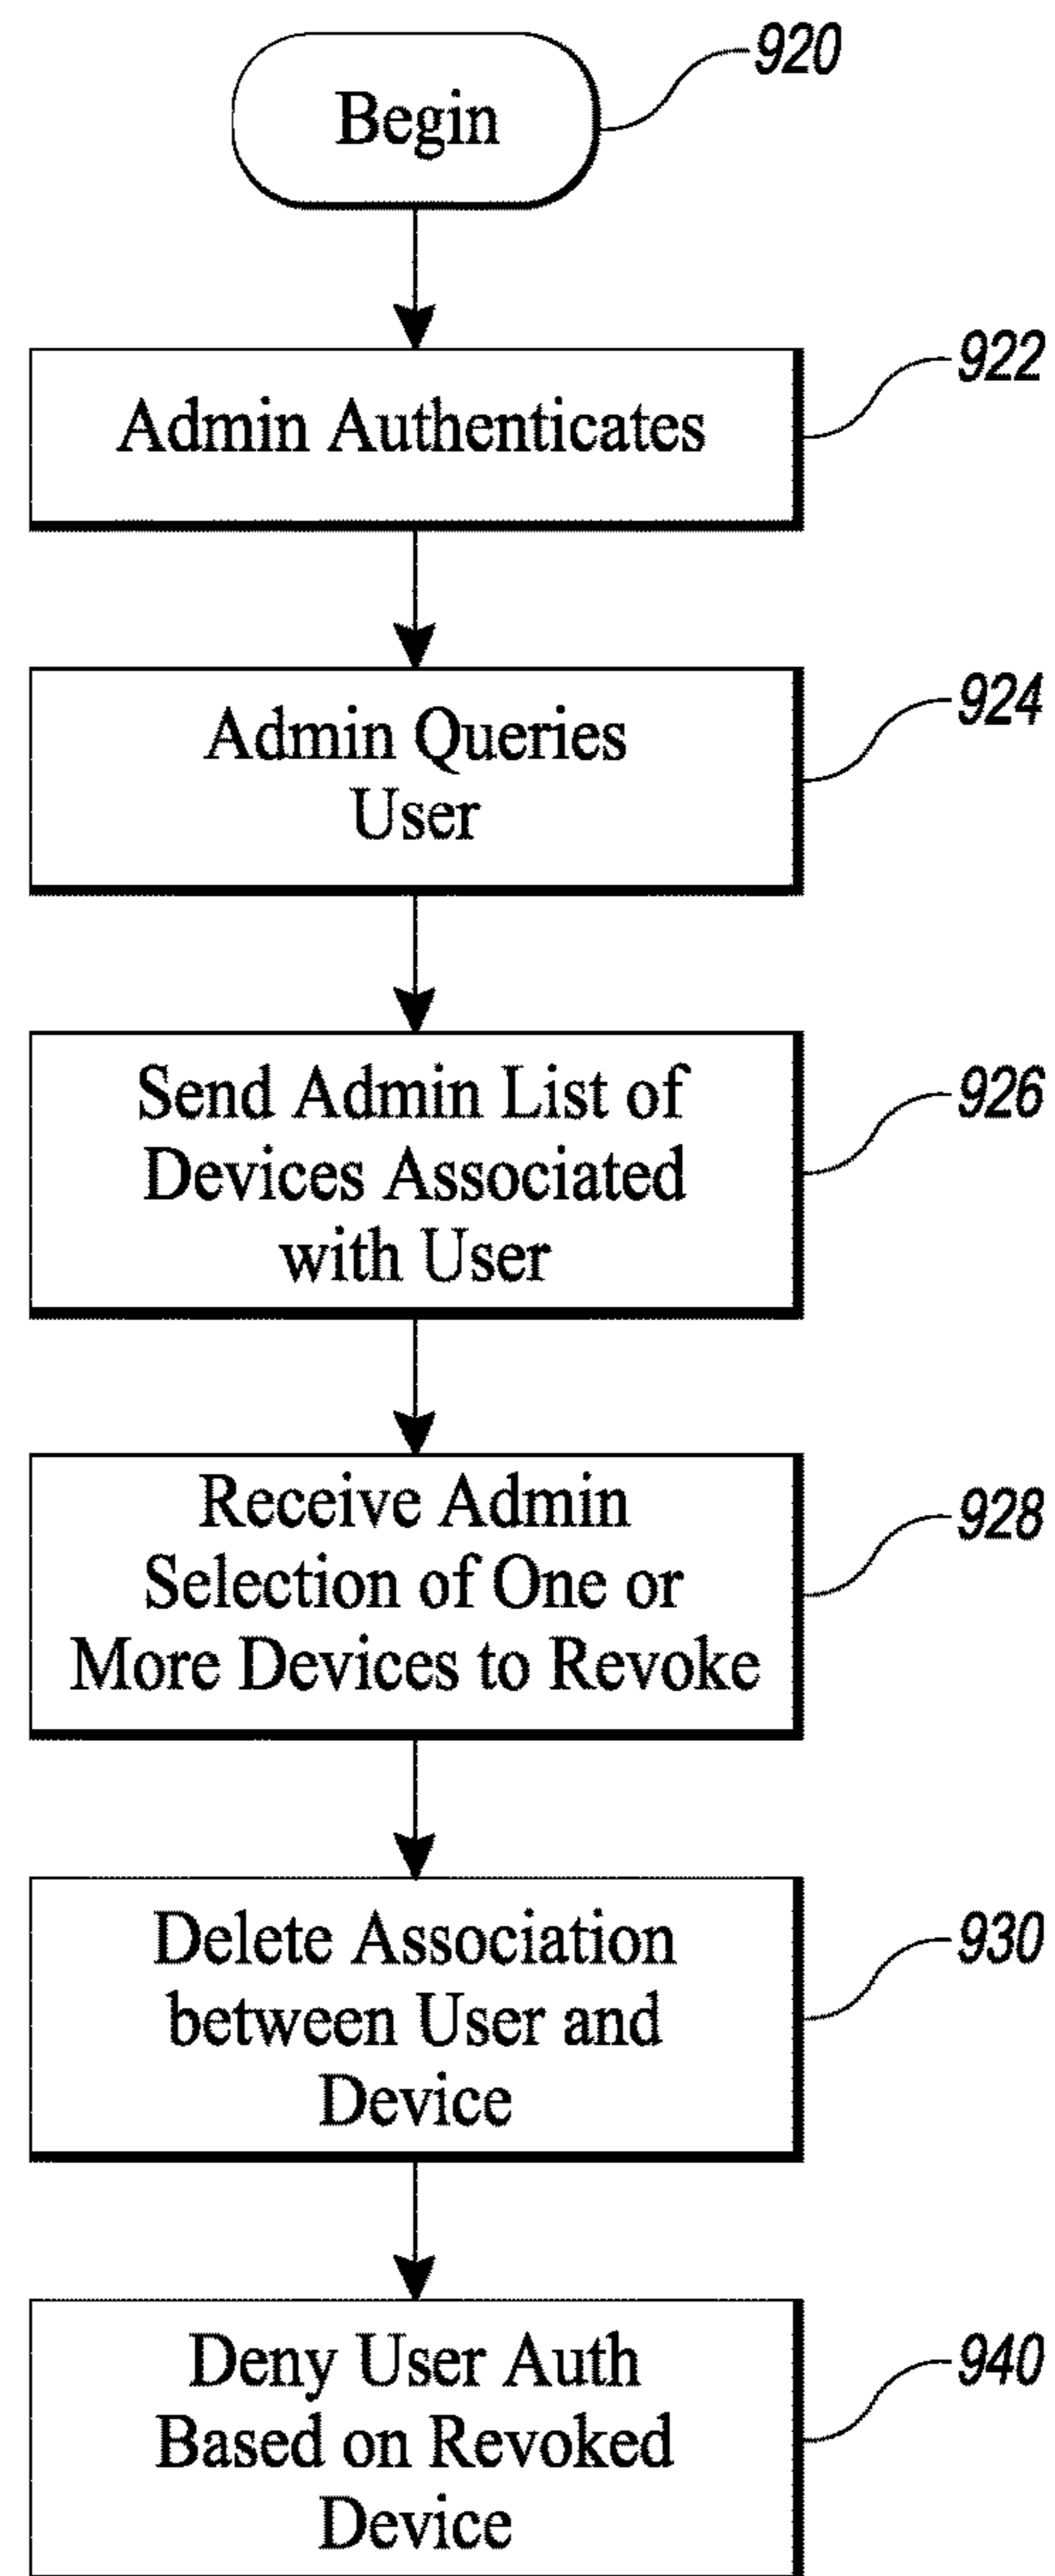 920
Begin
922
Admin Authenticates
924
Admin Queries
User
926
Send Admin List of
Devices Associated
with User
928
Receive Admin
Selection of One or
More Devices to Revoke
930
Delete Association
between User and
Device
940
Deny User Auth
Based on Revoked
Device